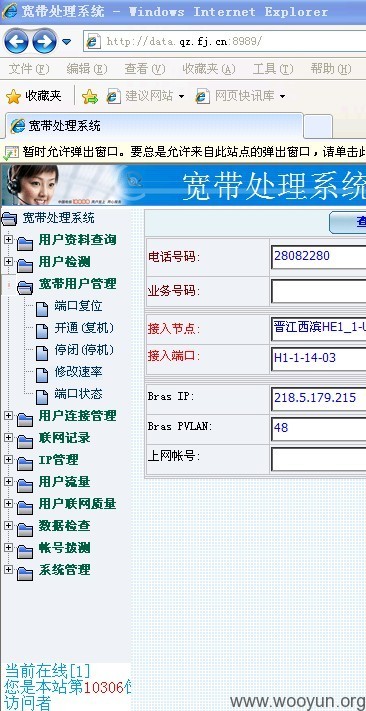 宽带处理系统 - Windows Internet Explorer
http://data.qz.fj.cn:8989/
文件(F) 编辑(E) 查看(V) 收藏夹(A) 工具(T) 帮助(H)
收藏夹 建议网站 网页快讯库
宽带处理系统
暂时允许弹出窗口。要总是允许来自此站点的弹出窗口，请单击此
宽带处理系统
宽带处理系统
用户资料查询
用户检测
宽带用户管理
端口复位
开通(复机)
停闭(停机)
修改速率
端口状态
用户连接管理
联网记录
IP管理
用户流量
用户联网质量
数据检查
帐号拨测
系统管理
当前在线[1]
您是本站第10306位
访问者
电话号码: 28082280
业务号码:
接入节点: 晋江西滨HE1_1-U
接入端口: H1-1-14-03
Bras IP: 218.5.179.215
Bras PVLAN: 48
上网帐号:
www.wooyun.org